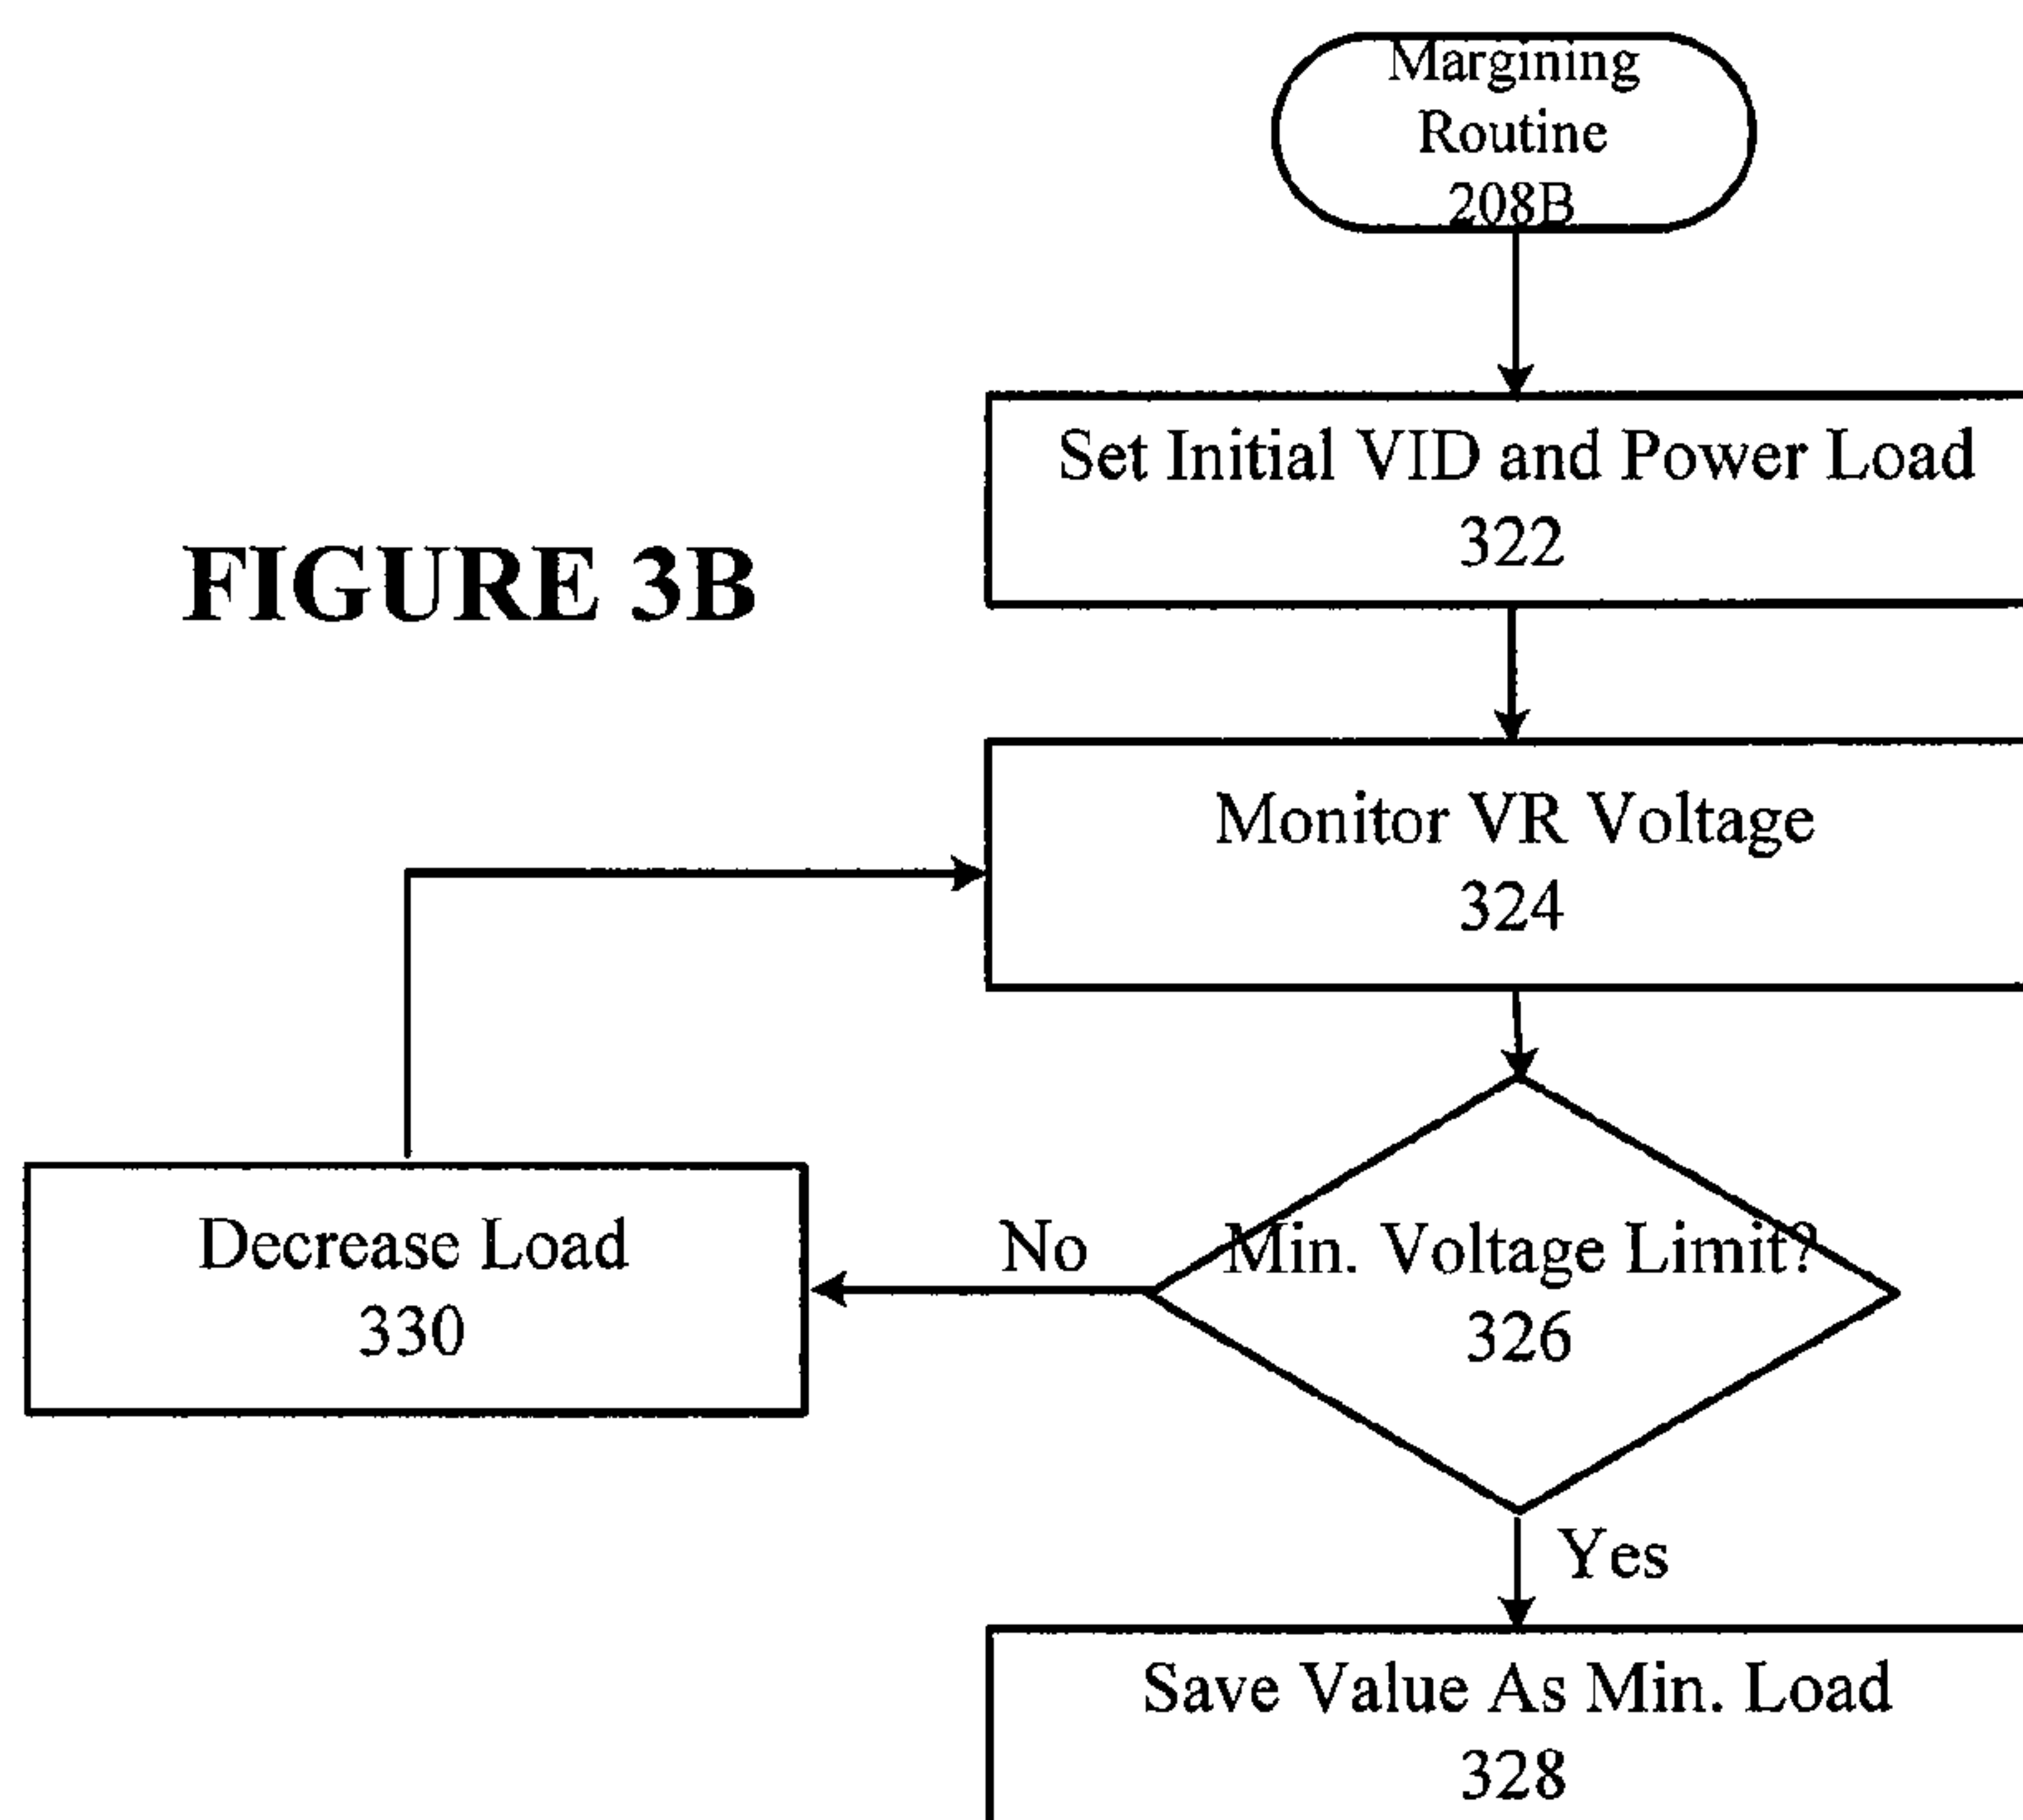 Margining
Routine
208B
Set Initial VID and Power Load
322
FIGURE 3B
Monitor VR Voltage
324
Decrease Load
330
No
Min. Voltage Limit?
326
Yes
Save Value As Min. Load
328